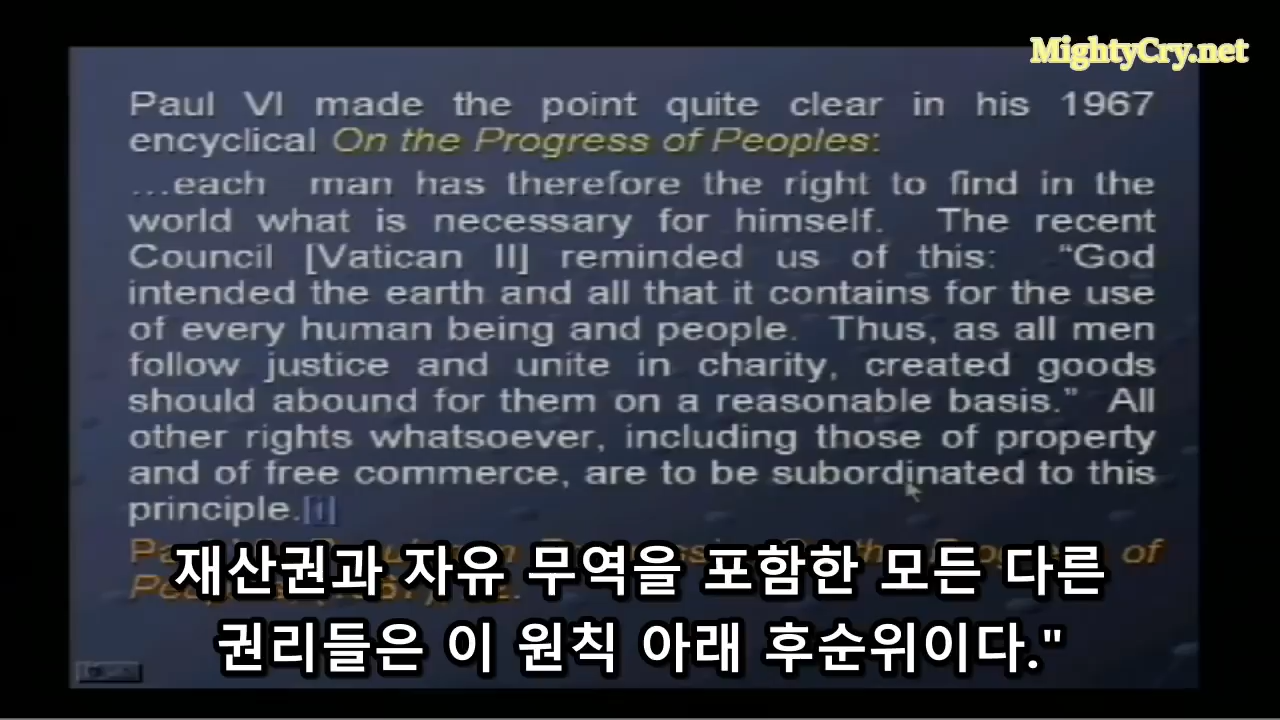 MightyCry.net
Paul VI made the point quite clear in his 1967
encyclical On the Progress of Peoples:
...each man has therefore the right to find in the
world what is necessary for himself. The recent
Council [Vatican II] reminded us of this: "God
intended the earth and all that it contains for the use
of every human being and people. Thus, as all men
follow justice and unite in charity, created goods
should abound for them on a reasonable basis." All
other rights whatsoever, including those of property
and of free commerce, are to be subordinated to this
principle.[1]
of
재산권과 자유 무역을 포함한 모든 다른
권리들은 이 원칙 아래 후순위이다."